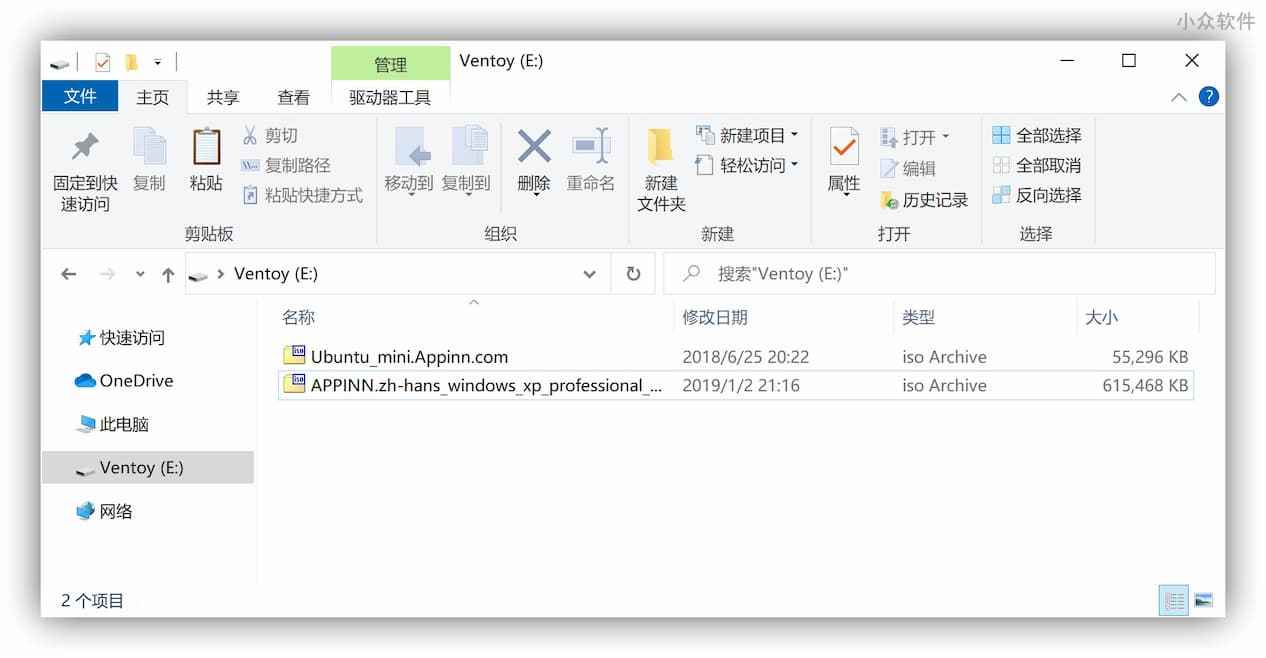 小众软件
管理
Ventoy (E:)
文件
主页
共享
查看
驱动器工具
固定到快
速访问
复制
粘贴
剪切
复制路径
粘贴快捷方式
剪贴板
移动到
复制到
删除
重命名
组织
新建
文件夹
新建项目
轻松访问
新建
属性
打开
编辑
历史记录
打开
全部选择
全部取消
反向选择
选择
Ventoy (E:)
搜索"Ventoy (E:)"
名称 修改日期 类型 大小
Ubuntu_mini.Appinn.com 2018/6/25 20:22 iso Archive 55,296 KB
APPINN.zh-hans_windows_xp_professional_... 2019/1/2 21:16 iso Archive 615,468 KB
快速访问
OneDrive
此电脑
Ventoy (E:)
网络
2 个项目